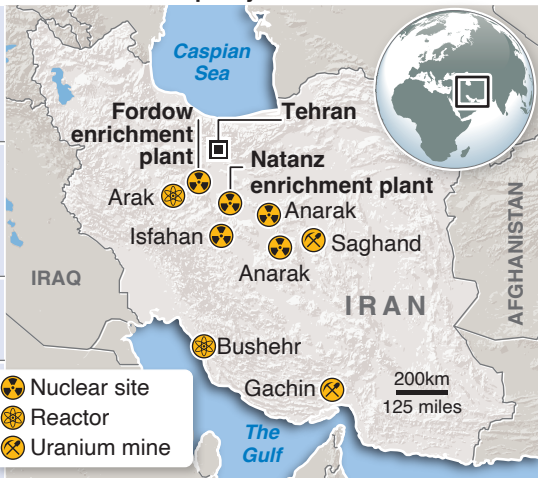 Caspian
Sea
Fordow
enrichment
plant
Tehran
Natanz
enrichment plant
Arak
Anarak
Isfahan
Saghand
Anarak
IRAQ
IRAN
AFGHANISTAN
Bushehr
Gachin
200km
125 miles
Nuclear site
Reactor
Uranium mine
The
Gulf